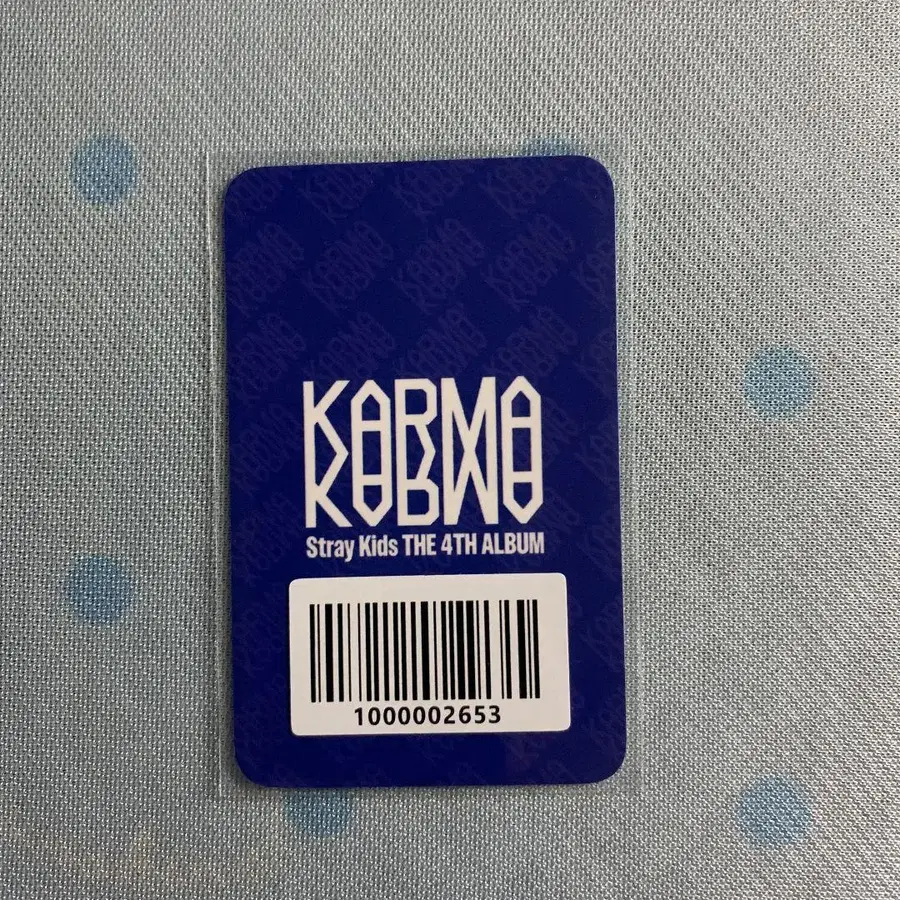 KARMA
Stray Kids THE 4TH ALBUM
1000002653